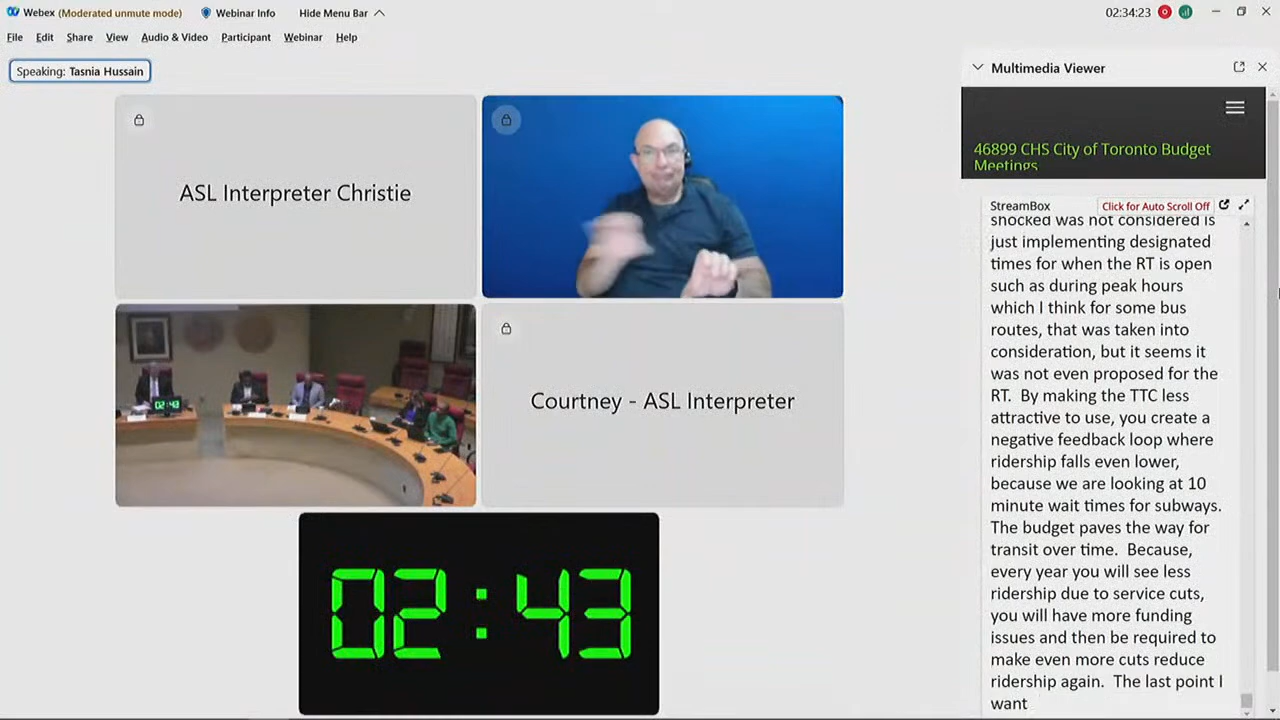 Webex (Moderated unmute mode) Webinar Info Hide Menu Bar 02:34:23
File Edit Share View Audio & Video Participant Webinar Help
Speaking: Tasnia Hussain
ASL Interpreter Christie
02:43
Courtney - ASL Interpreter
02:43
Multimedia Viewer
46899 CHS City of Toronto Budget
Meetings
StreamBox Click for Auto Scroll Off
shocked was not considered is
just implementing designated
times for when the RT is open
such as during peak hours
which I think for some bus
routes, that was taken into
consideration, but it seems it
was not even proposed for the
RT. By making the TTC less
attractive to use, you create a
negative feedback loop where
ridership falls even lower,
because we are looking at 10
minute wait times for subways.
The budget paves the way for
transit over time. Because,
every year you will see less
ridership due to service cuts,
you will have more funding
issues and then be required to
make even more cuts reduce
ridership again. The last point I
want